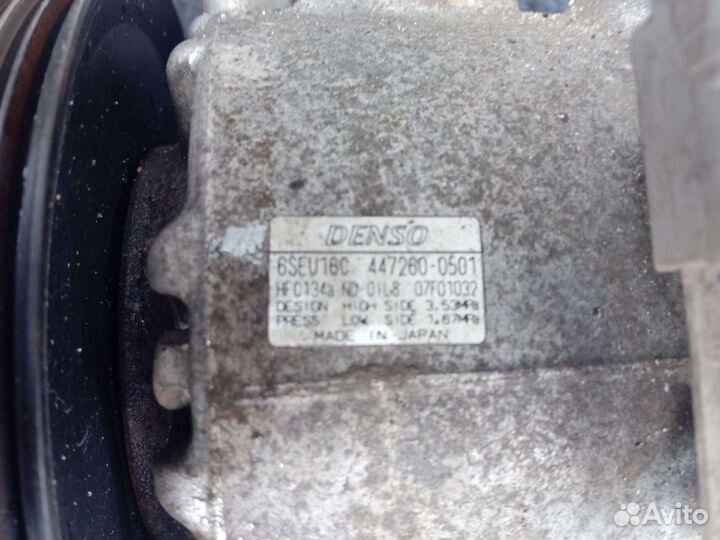 DENSO
6SEU16C 447260-0501
HFC134a ND-OIL8 07F01032
DESIGN HIGH SIDE 3.53MPa
PRESS LOW SIDE 1.67MPa
MADE IN JAPAN
Avito